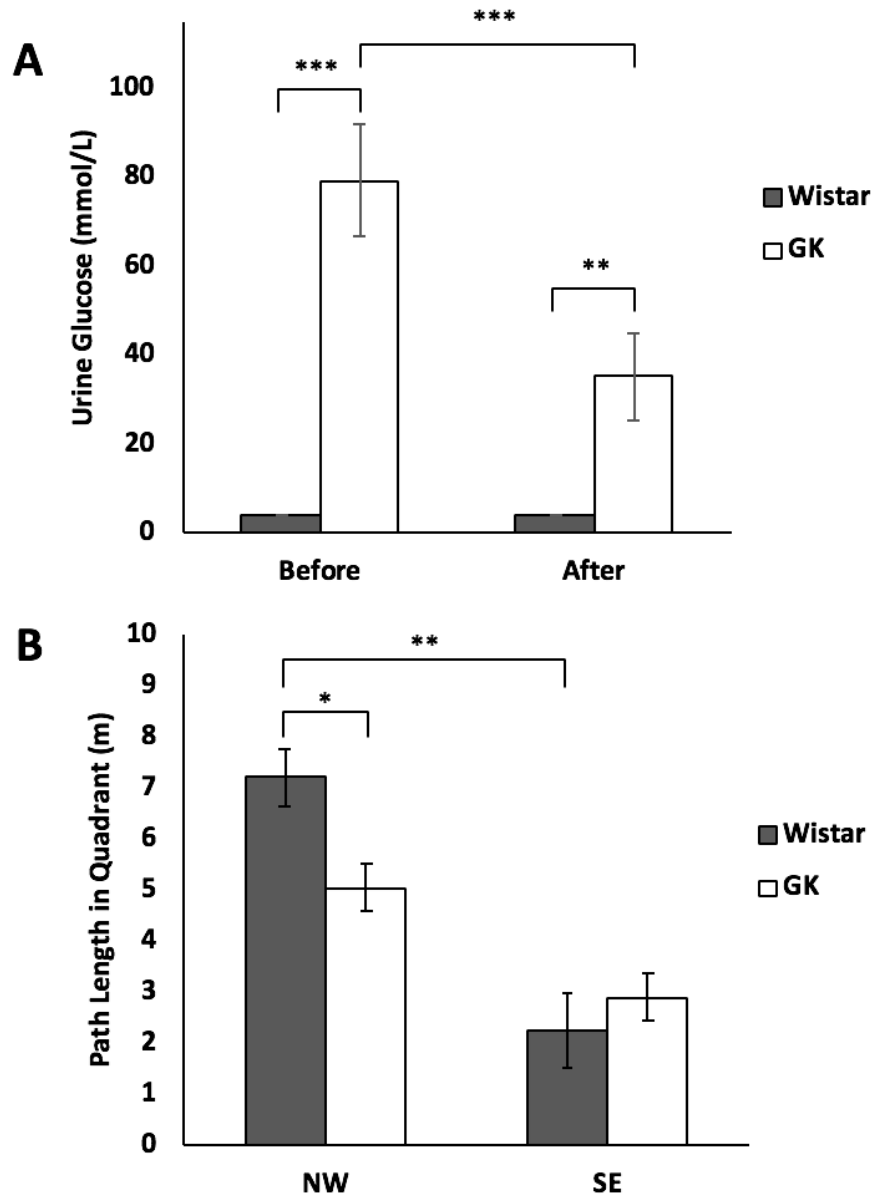 A
***
***
100
80
60
40
20
0
Urine Glucose (mmol/L)
**
Before
After
Wistar
GK
B
10
9
8
7
6
5
4
3
2
1
0
Path Length in Quadrant (m)
**
*
NW
SE
Wistar
GK